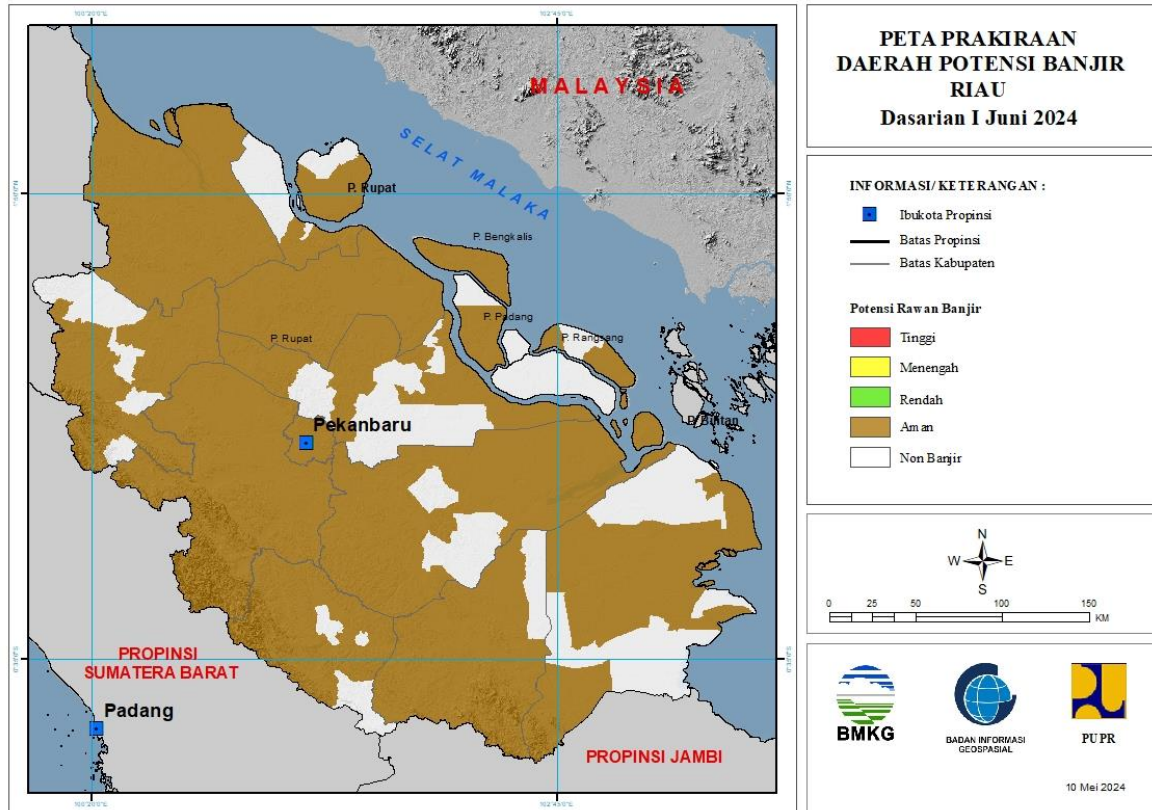 MALAYSIA
SELAT MALAKA
P. Rupat
P. Bengkalis
P. Padang
P. Rupat
P. Rangsang
Pekanbaru
PROPINSI
SUMATERA BARAT
Padang
PROPINSI JAMBI
PETA PRAKIRAAN
DAERAH POTENSI BANJIR
RIAU
Dasarian I Juni 2024
INFORMASI/ KETERANGAN :
Ibukota Propinsi
Batas Propinsi
Batas Kabupaten
Potensi Rawan Banjir
Tinggi
Menengah
Rendah
Aman
Non Banjir
N
W E
S
0 25 50 100 150
KM
BMKG
BADAN INFORMASI
GEOSPASIAL
PUPR
10 Mei 2024